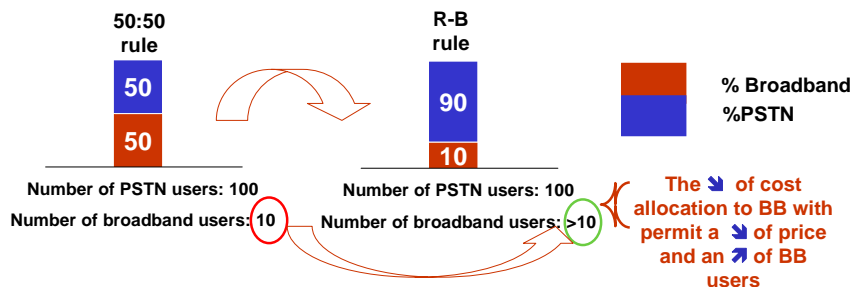 50:50
rule
50
50
Number of PSTN users: 100
Number of broadband users: 10
R-B
rule
90
10
Number of PSTN users: 100
Number of broadband users: >10
% Broadband
%PSTN
The ↘ of cost
allocation to BB with
permit a ↘ of price
and an ↗ of BB
users